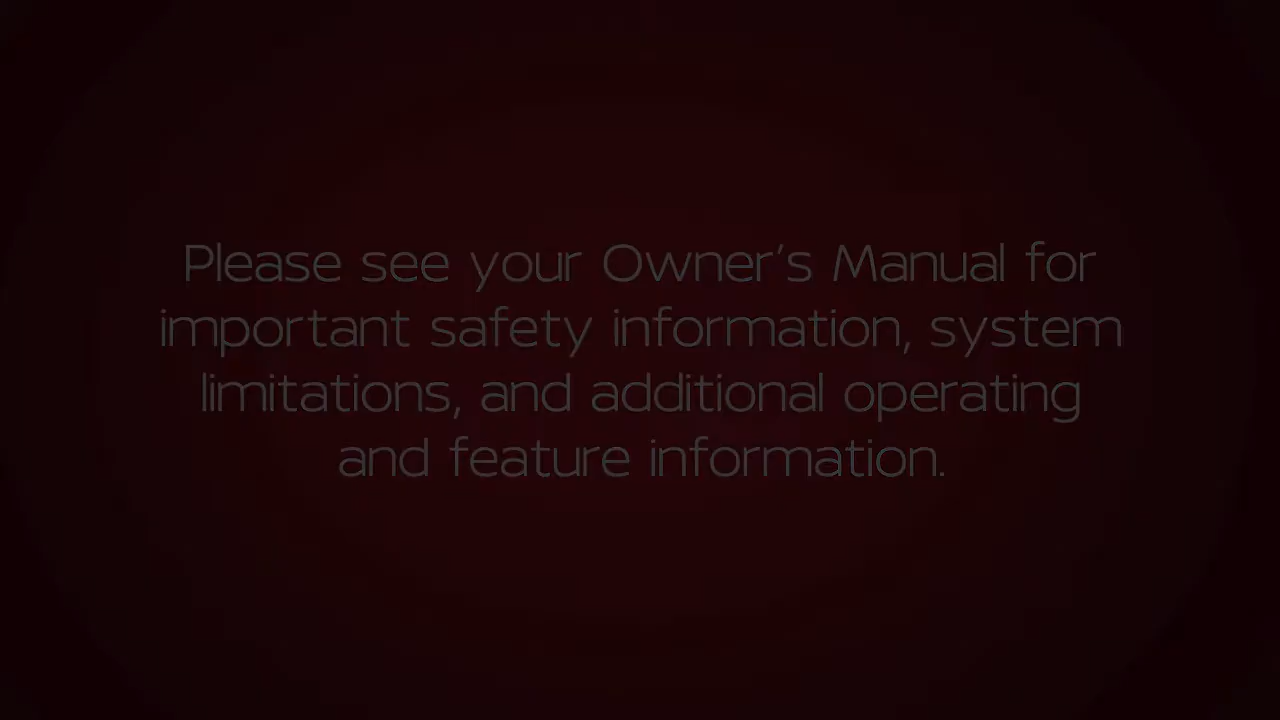 Please see your Owner’s Manual for
important safety information, system
limitations, and additional operating
and feature information.